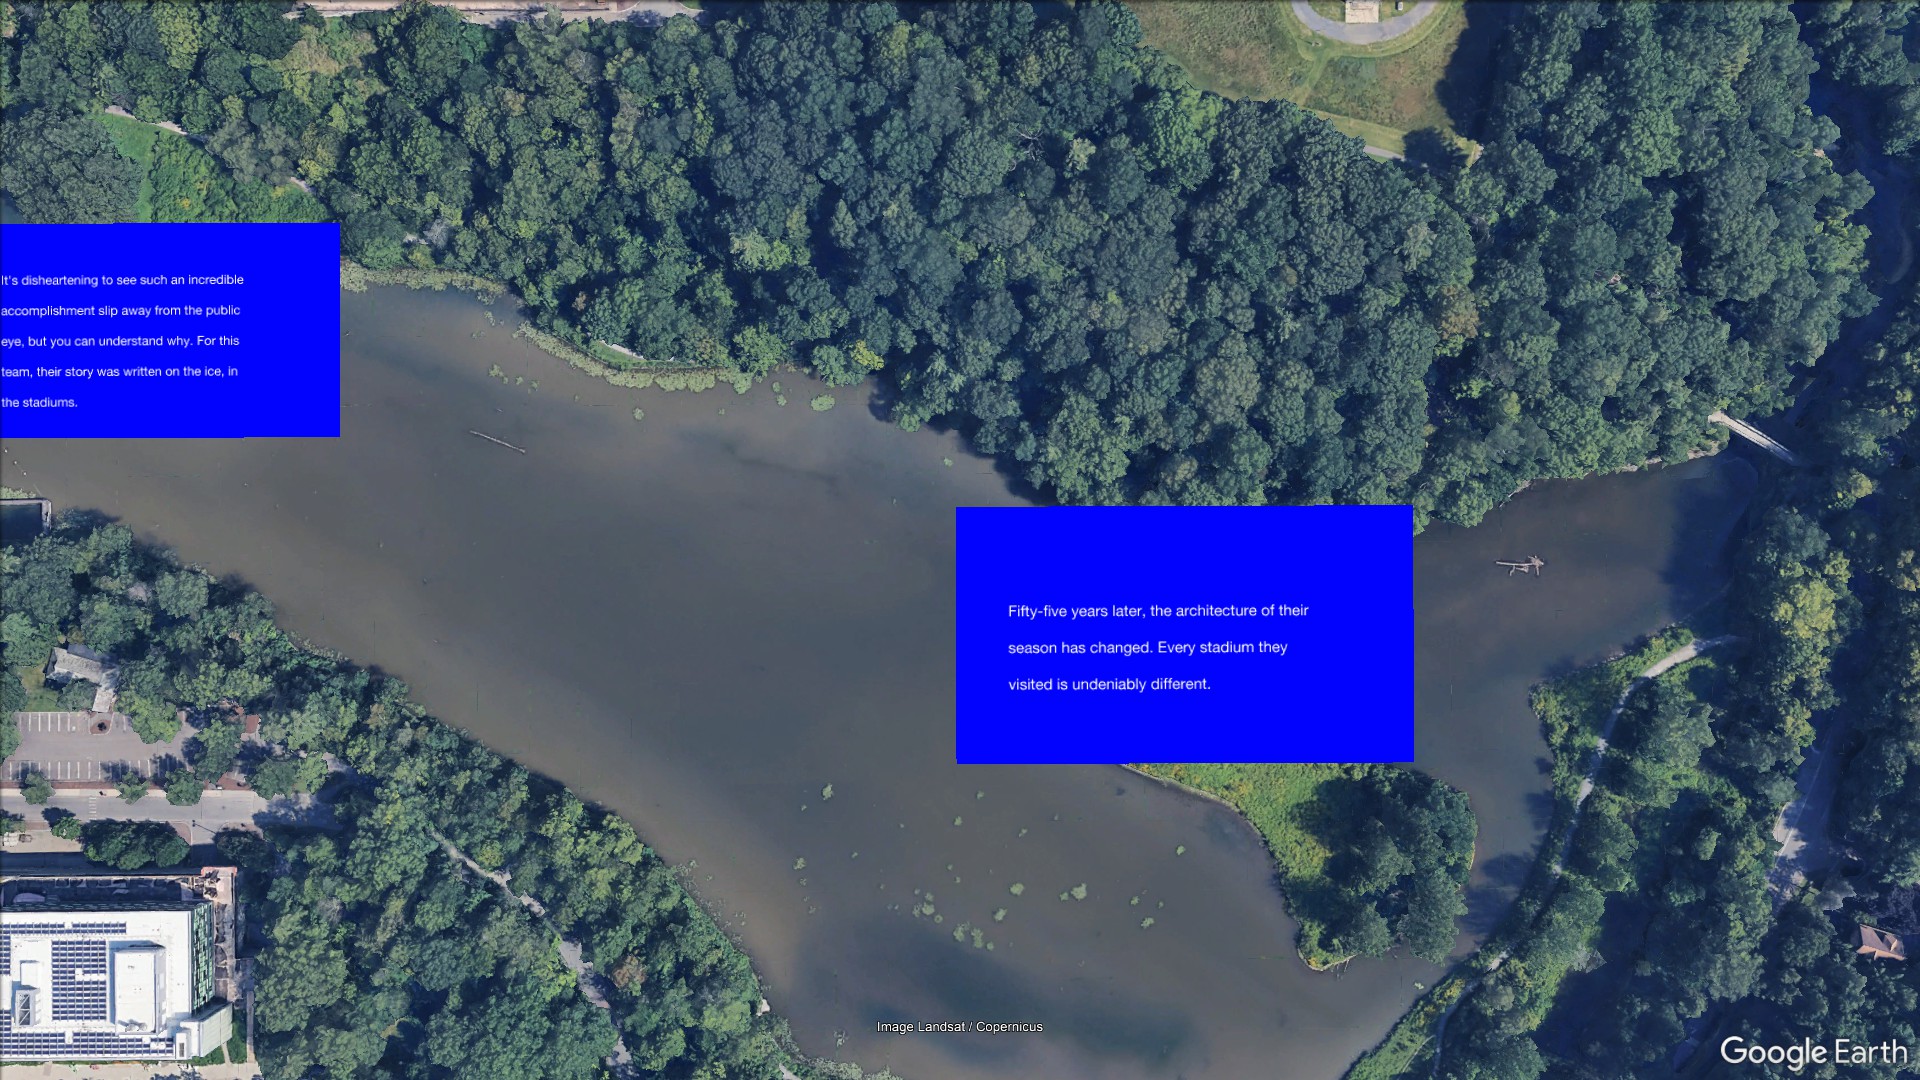 It's disheartening to see such an incredible
accomplishment slip away from the public
eye, but you can understand why. For this
team, their story was written on the ice, in
the stadiums.
Fifty-five years later, the architecture of their
season has changed. Every stadium they
visited is undeniably different.
Image Landsat / Copernicus
Google Earth